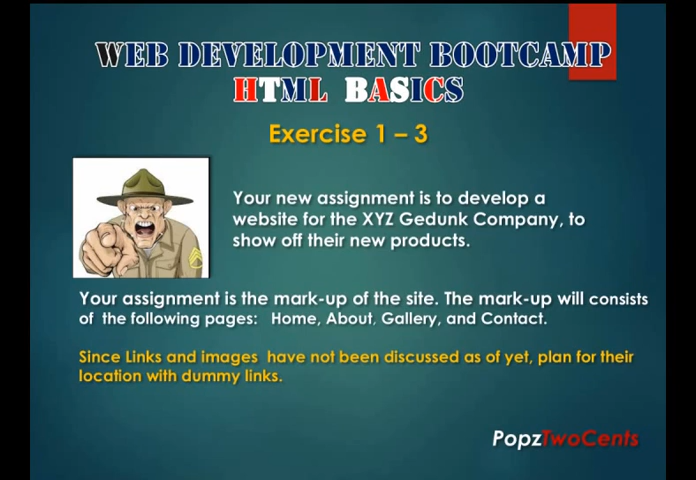 WEB DEVELOPMENT BOOTCAMP
HTML BASICS
Exercise 1 – 3
Your new assignment is to develop a
website for the XYZ Gedunk Company, to
show off their new products.
Your assignment is the mark-up of the site. The mark-up will consists
of the following pages: Home, About, Gallery, and Contact.
Since Links and images have not been discussed as of yet, plan for their
location with dummy links.
PopzTwoCents